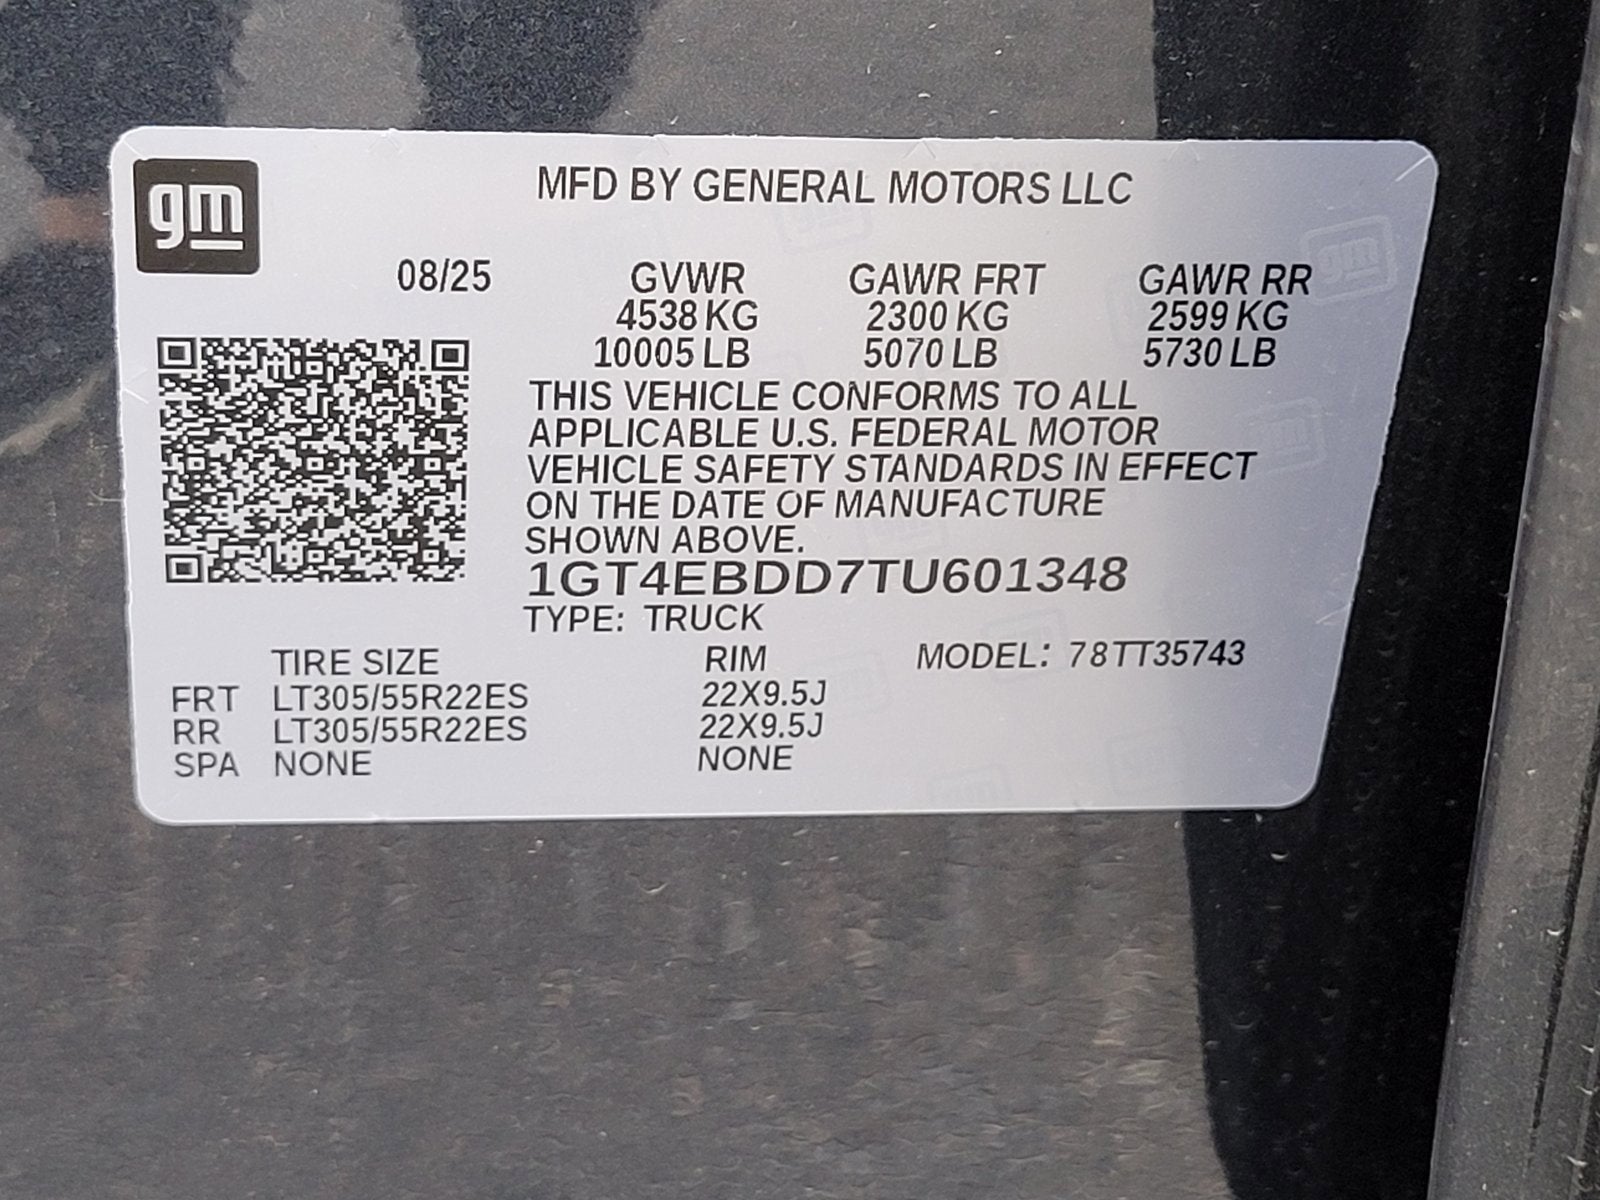 gm
MFD BY GENERAL MOTORS LLC
08/25 GVWR GAWR FRT GAWR RR
4538 KG 2300 KG 2599 KG
10005 LB 5070 LB 5730 LB
THIS VEHICLE CONFORMS TO ALL
APPLICABLE U.S. FEDERAL MOTOR
VEHICLE SAFETY STANDARDS IN EFFECT
ON THE DATE OF MANUFACTURE
SHOWN ABOVE.
1GT4EBDD7TU601348
TYPE: TRUCK
TIRE SIZE RIM MODEL: 78TT35743
FRT LT305/55R22ES 22X9.5J
RR LT305/55R22ES 22X9.5J
SPA NONE NONE